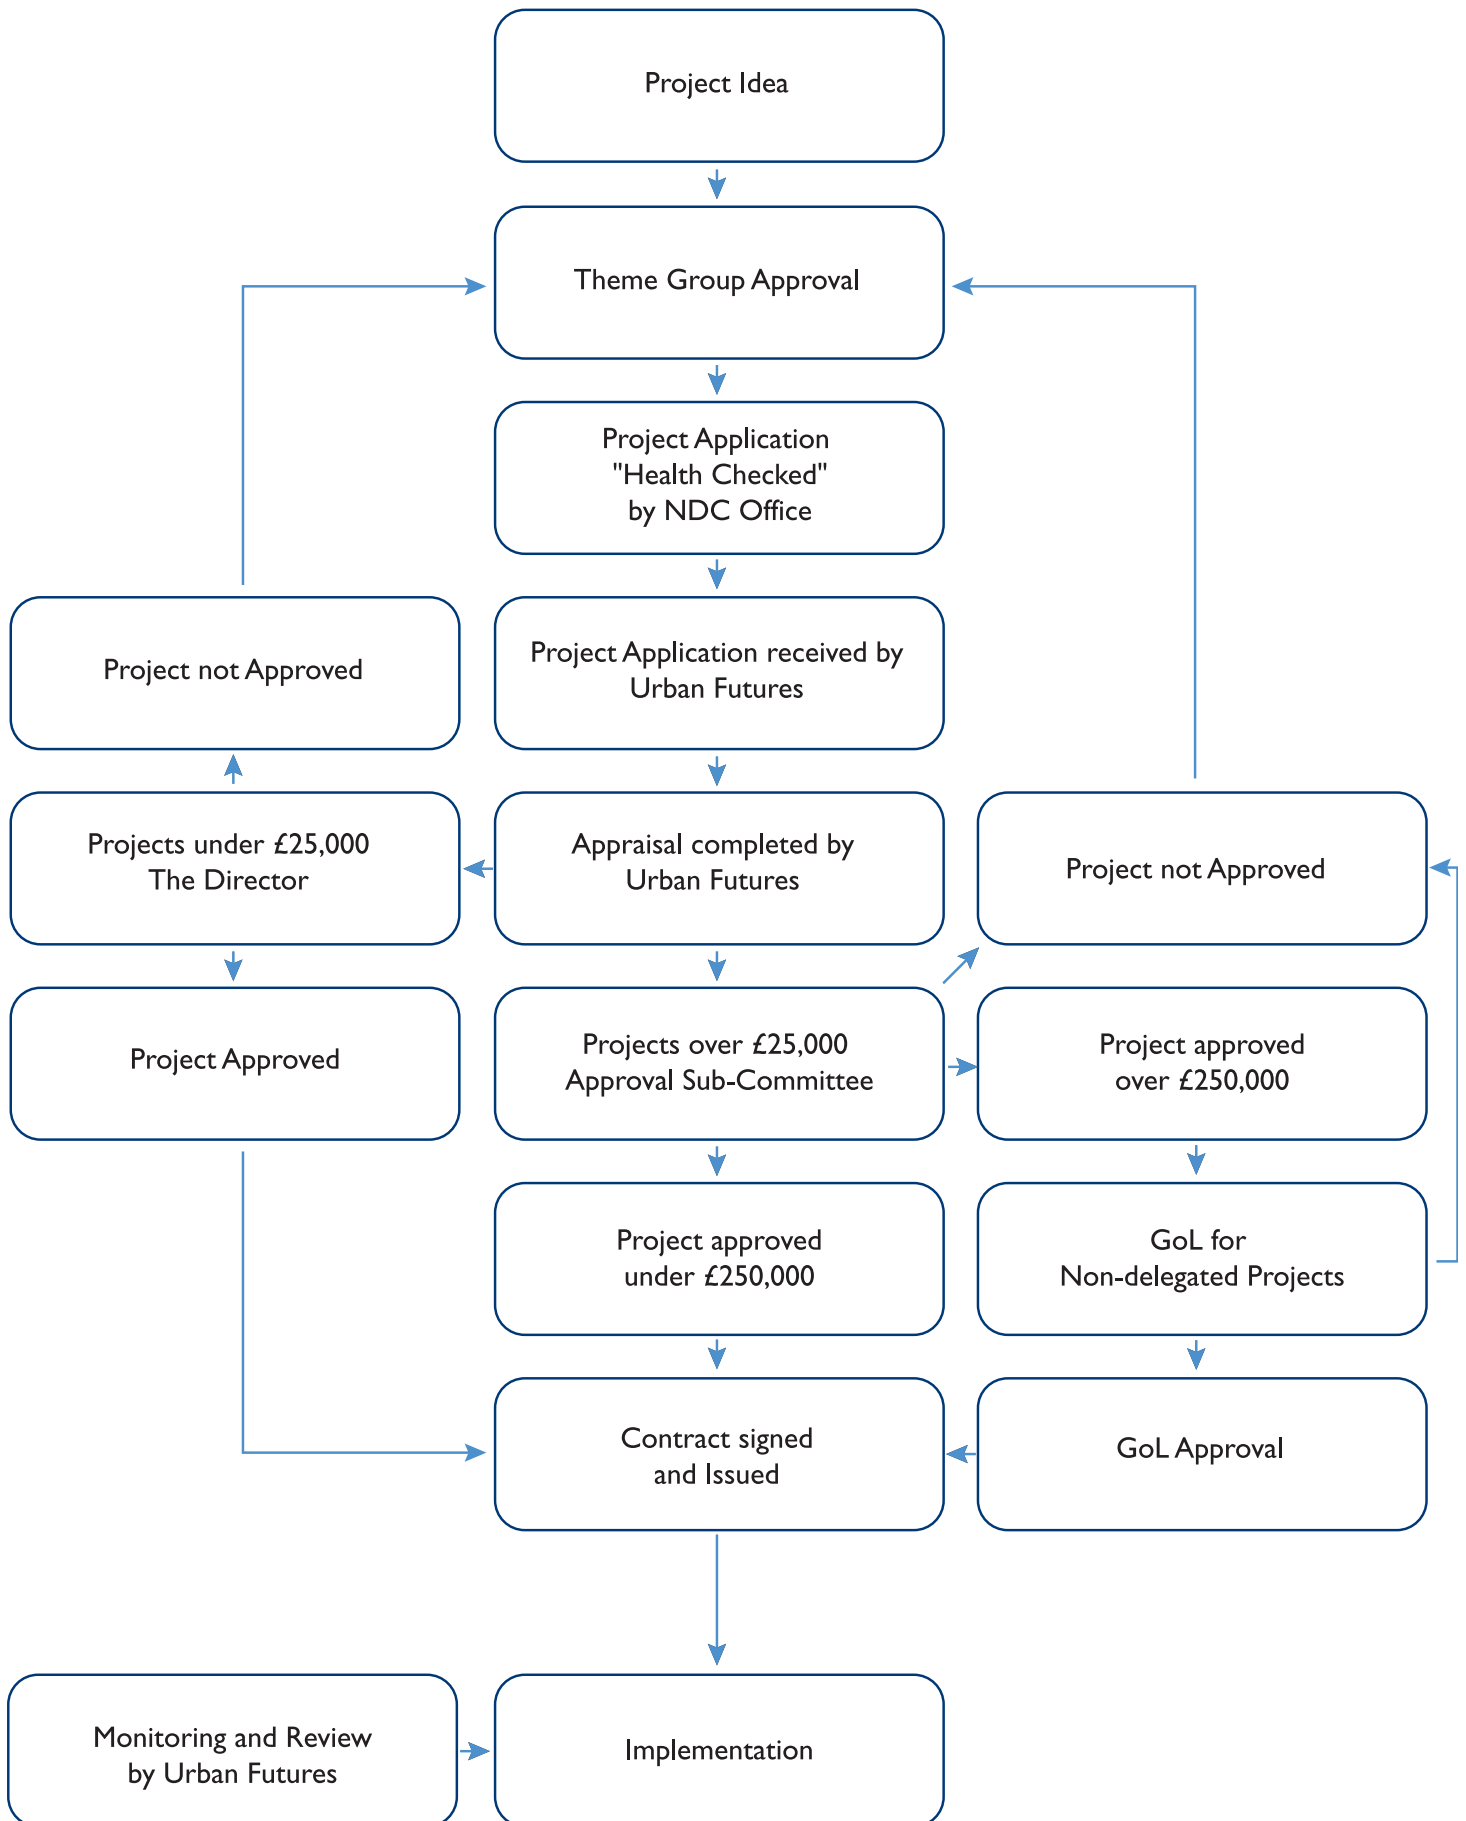 Project Idea
Theme Group Approval
Project Application
"Health Checked"
by NDC Office
Project not Approved
Project Application received by
Urban Futures
Projects under £25,000
The Director
Appraisal completed by
Urban Futures
Project not Approved
Project Approved
Projects over £25,000
Approval Sub-Committee
Project approved
over £250,000
Project approved
under £250,000
GoL for
Non-delegated Projects
Contract signed
and Issued
GoL Approval
Monitoring and Review
by Urban Futures
Implementation